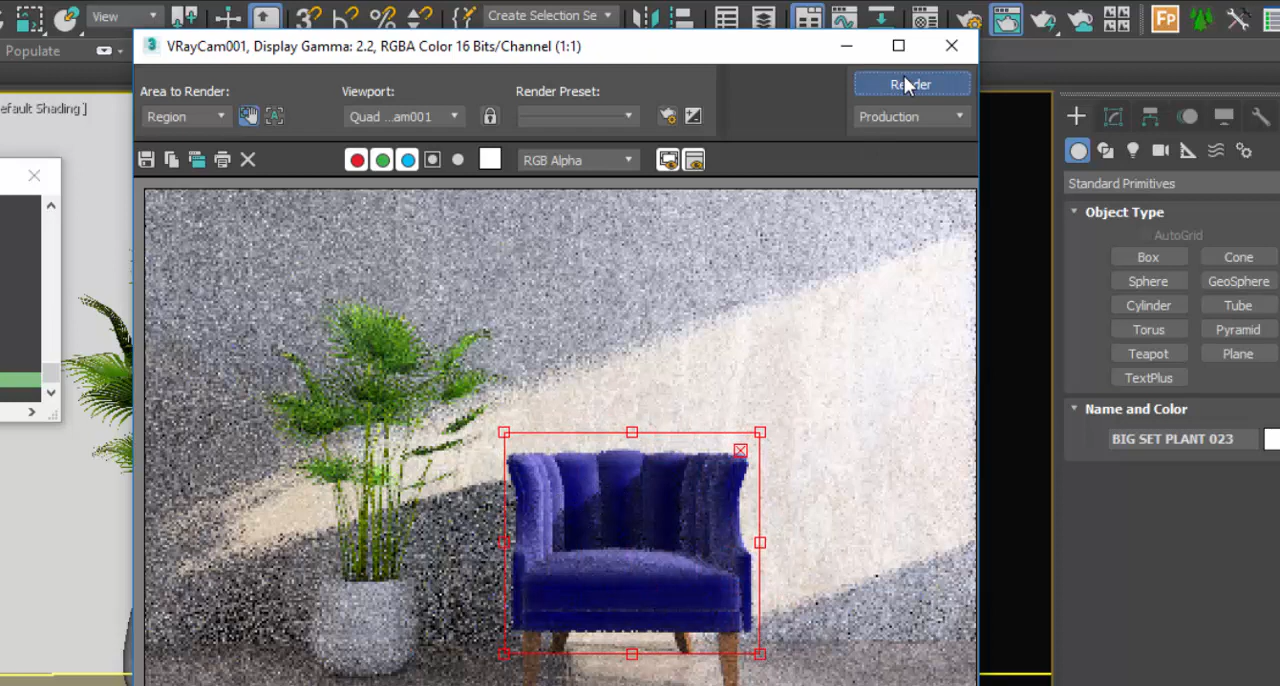 View
Create Selection Se
Fp
Populate
3 VRayCam001, Display Gamma: 2.2, RGBA Color 16 Bits/Channel (1:1)
Area to Render:
Viewport:
Render Preset:
Render
Region
Quad ...am001
Production
efault Shading ]
RGB Alpha
Standard Primitives
Object Type
AutoGrid
Box
Cone
Sphere
GeoSphere
Cylinder
Tube
Torus
Pyramid
Teapot
Plane
TextPlus
Name and Color
BIG SET PLANT 023